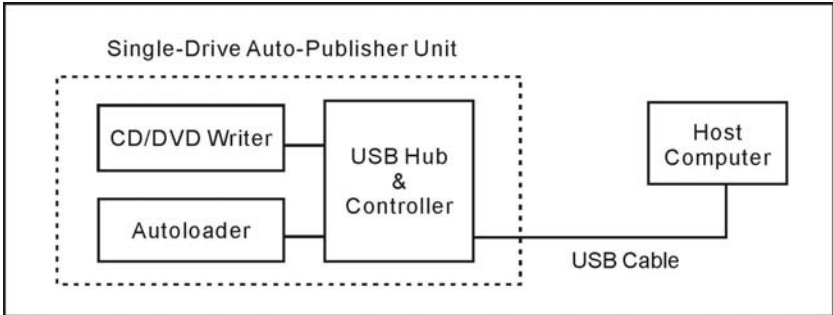 Single-Drive Auto-Publisher Unit
CD/DVD Writer
Autoloader
USB Hub
&
Controller
Host
Computer
USB Cable